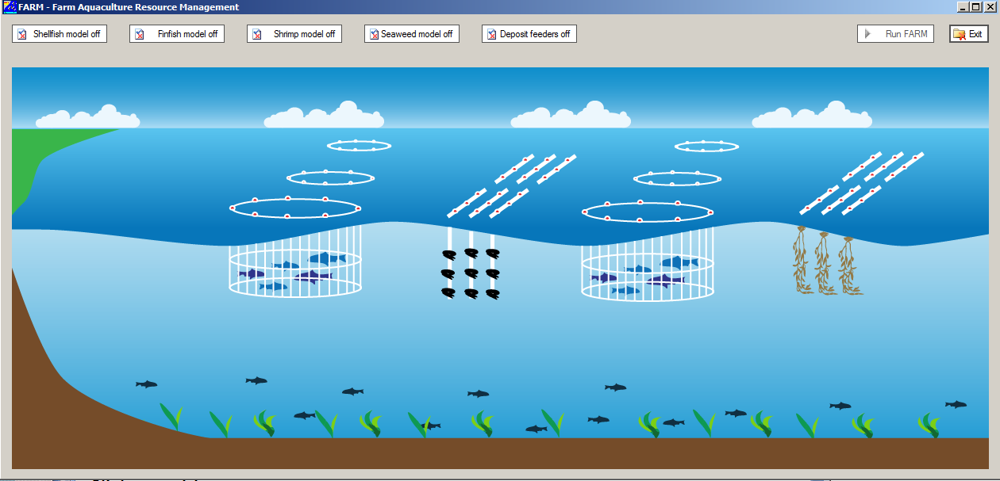 FARM - Farm Aquaculture Resource Management
Shellfish model off
Finfish model off
Shrimp model off
Seaweed model off
Deposit feeders off
Run FARM
Exit